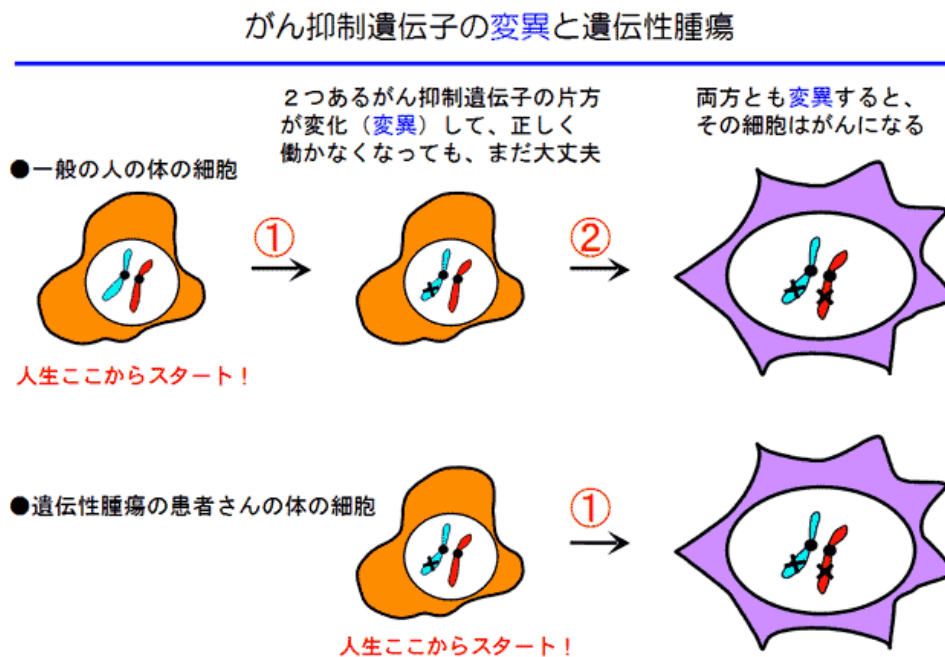 がん抑制遺伝子の変異と遺伝性腫瘍
２つあるがん抑制遺伝子の片方
が変化（変異）して、正しく
働かなくなっても、まだ大丈夫
両方とも変異すると、
その細胞はがんになる
●一般の人の体の細胞
①
②
人生ここからスタート！
●遺伝性腫瘍の患者さんの体の細胞
①
人生ここからスタート！